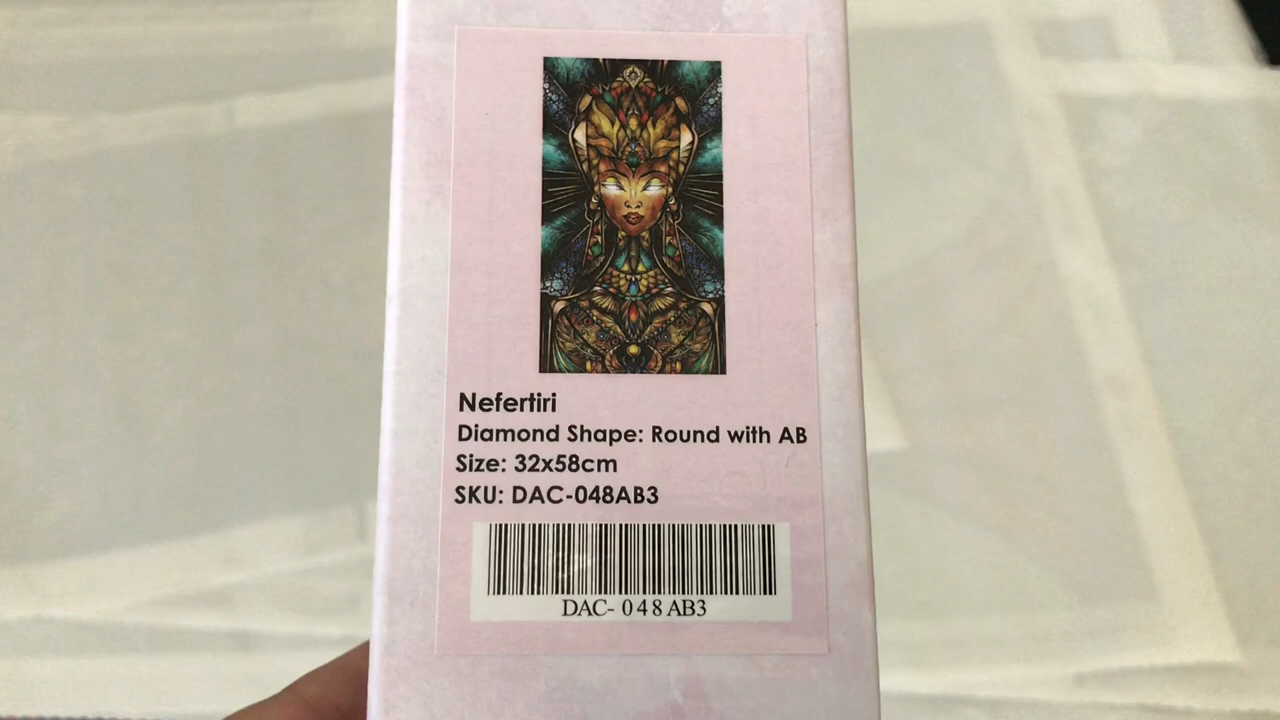 Nefertiri
Diamond Shape: Round with AB
Size: 32x58cm
SKU: DAC-048AB3
DAC- 048AB3